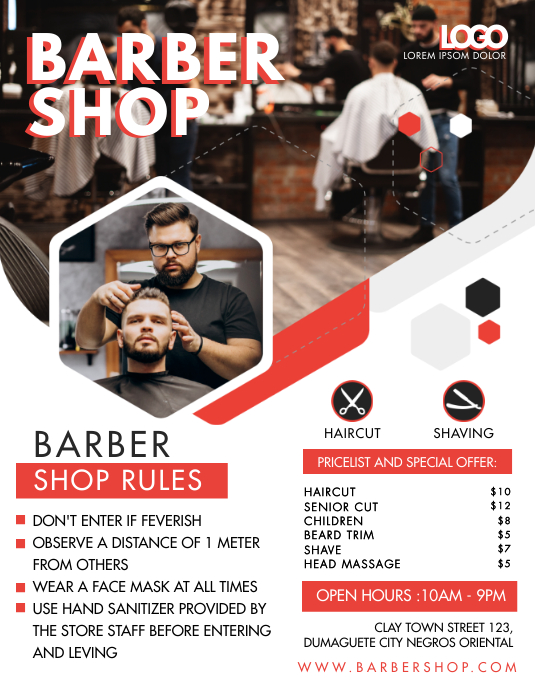 BARBER
SHOP
LOGO
LOREM IPSOM DOLOR
HAIRCUT
SHAVING
BARBER
SHOP RULES
DON'T ENTER IF FEVERISH
OBSERVE A DISTANCE OF 1 METER
FROM OTHERS
WEAR A FACE MASK AT ALL TIMES
USE HAND SANITIZER PROVIDED BY
THE STORE STAFF BEFORE ENTERING
AND LEVING
PRICELIST AND SPECIAL OFFER:
HAIRCUT $10
SENIOR CUT $12
CHILDREN $8
BEARD TRIM $5
SHAVE $7
HEAD MASSAGE $5
OPEN HOURS :10AM - 9PM
CLAY TOWN STREET 123,
DUMAGUETE CITY NEGROS ORIENTAL
WWW.BARBERSHOP.COM